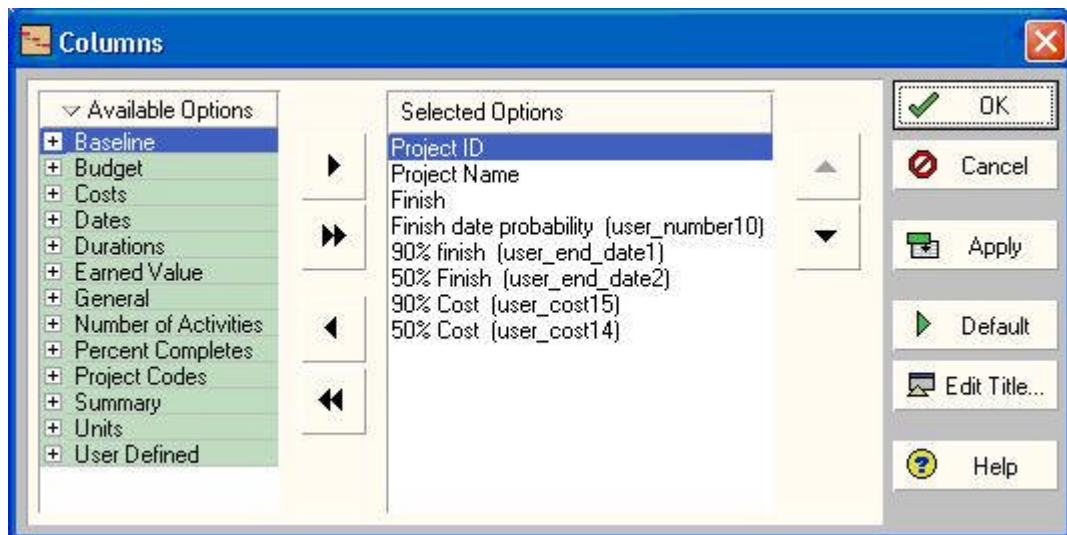 Columns
Available Options
Baseline
Budget
Costs
Dates
Durations
Earned Value
General
Number of Activities
Percent Completes
Project Codes
Summary
Units
User Defined
Selected Options
Project ID
Project Name
Finish
Finish date probability (user_number10)
90% finish (user_end_date1)
50% Finish (user_end_date2)
90% Cost (user_cost15)
50% Cost (user_cost14)
OK
Cancel
Apply
Default
Edit Title...
Help